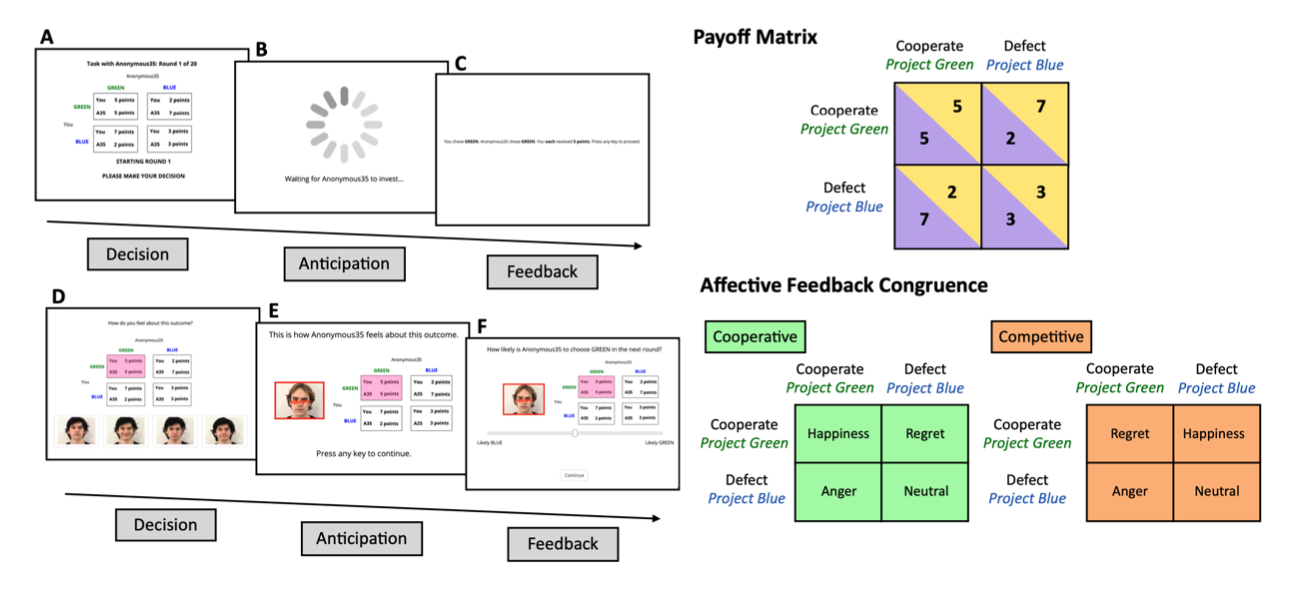 A
Task with Anonymous35: Round 1 of 20
Anonymous35
GREEN BLUE
GREEN You 5 points You 2 points
A35 5 points A35 7 points
You
BLUE You 7 points You 3 points
A35 2 points A35 3 points
STARTING ROUND 1
PLEASE MAKE YOUR DECISION
B
Waiting for Anonymous35 to invest...
C
You chose GREEN. Anonymous35 chose GREEN. You each received 5 points. Press any key to proceed.
Decision
Anticipation
Feedback
D
How do you feel about this outcome?
Anonymous35
GREEN BLUE
GREEN You 5 points You 2 points
A35 5 points A35 7 points
You
BLUE You 7 points You 3 points
A35 2 points A35 3 points
E
This is how Anonymous35 feels about this outcome.
Anonymous35
GREEN BLUE
GREEN You 5 points You 2 points
A35 5 points A35 7 points
You
BLUE You 7 points You 3 points
A35 2 points A35 3 points
Press any key to continue.
F
How likely is Anonymous35 to choose GREEN in the next round?
Anonymous35
GREEN BLUE
GREEN You 5 points You 2 points
A35 5 points A35 7 points
You
BLUE You 7 points You 3 points
A35 2 points A35 3 points
Likely BLUE Likely GREEN
Continue
Decision
Anticipation
Feedback
Payoff Matrix
Cooperate Defect
Project Green Project Blue
Cooperate
Project Green
5 7
5 2
Defect
Project Blue
2 3
7 3
Affective Feedback Congruence
Cooperative
Cooperate Defect
Project Green Project Blue
Cooperate
Project Green
Happiness Regret
Defect
Project Blue
Anger Neutral
Competitive
Cooperate Defect
Project Green Project Blue
Cooperate
Project Green
Regret Happiness
Defect
Project Blue
Anger Neutral